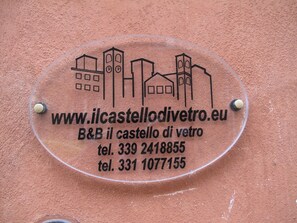 www.ilcastellodivetro.eu
B&B il castello di vetro
tel. 339 2418855
tel. 331 1077155